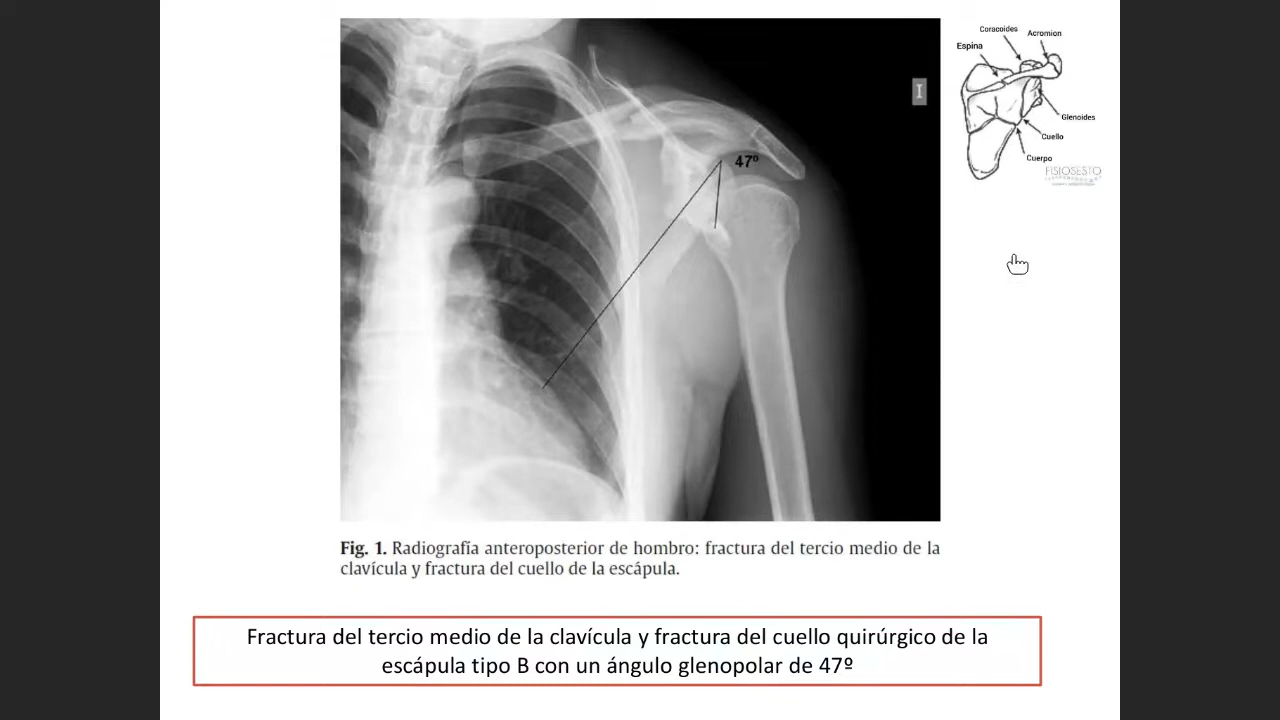 Coracoides
Acromion
Espina
I
47º
Glenoides
Cuello
Cuerpo
FISIOSESTO
Fig. 1. Radiografía anteroposterior de hombro: fractura del tercio medio de la
clavícula y fractura del cuello de la escápula.
Fractura del tercio medio de la clavícula y fractura del cuello quirúrgico de la
escápula tipo B con un ángulo glenopolar de 47º